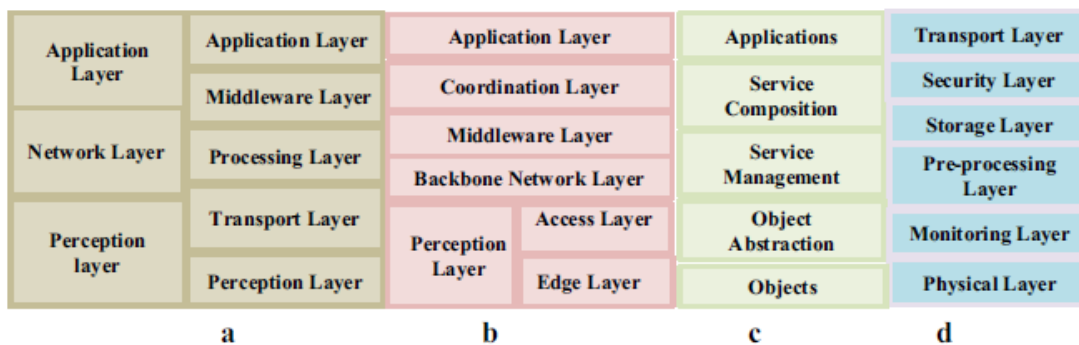 Application
Layer
Network Layer
Perception
layer
Application Layer
Middleware Layer
Processing Layer
Transport Layer
Perception Layer
a
Application Layer
Coordination Layer
Middleware Layer
Backbone Network Layer
Perception
Layer
Access Layer
Edge Layer
b
Applications
Service
Composition
Service
Management
Object
Abstraction
Objects
c
Transport Layer
Security Layer
Storage Layer
Pre-processing
Layer
Monitoring Layer
Physical Layer
d